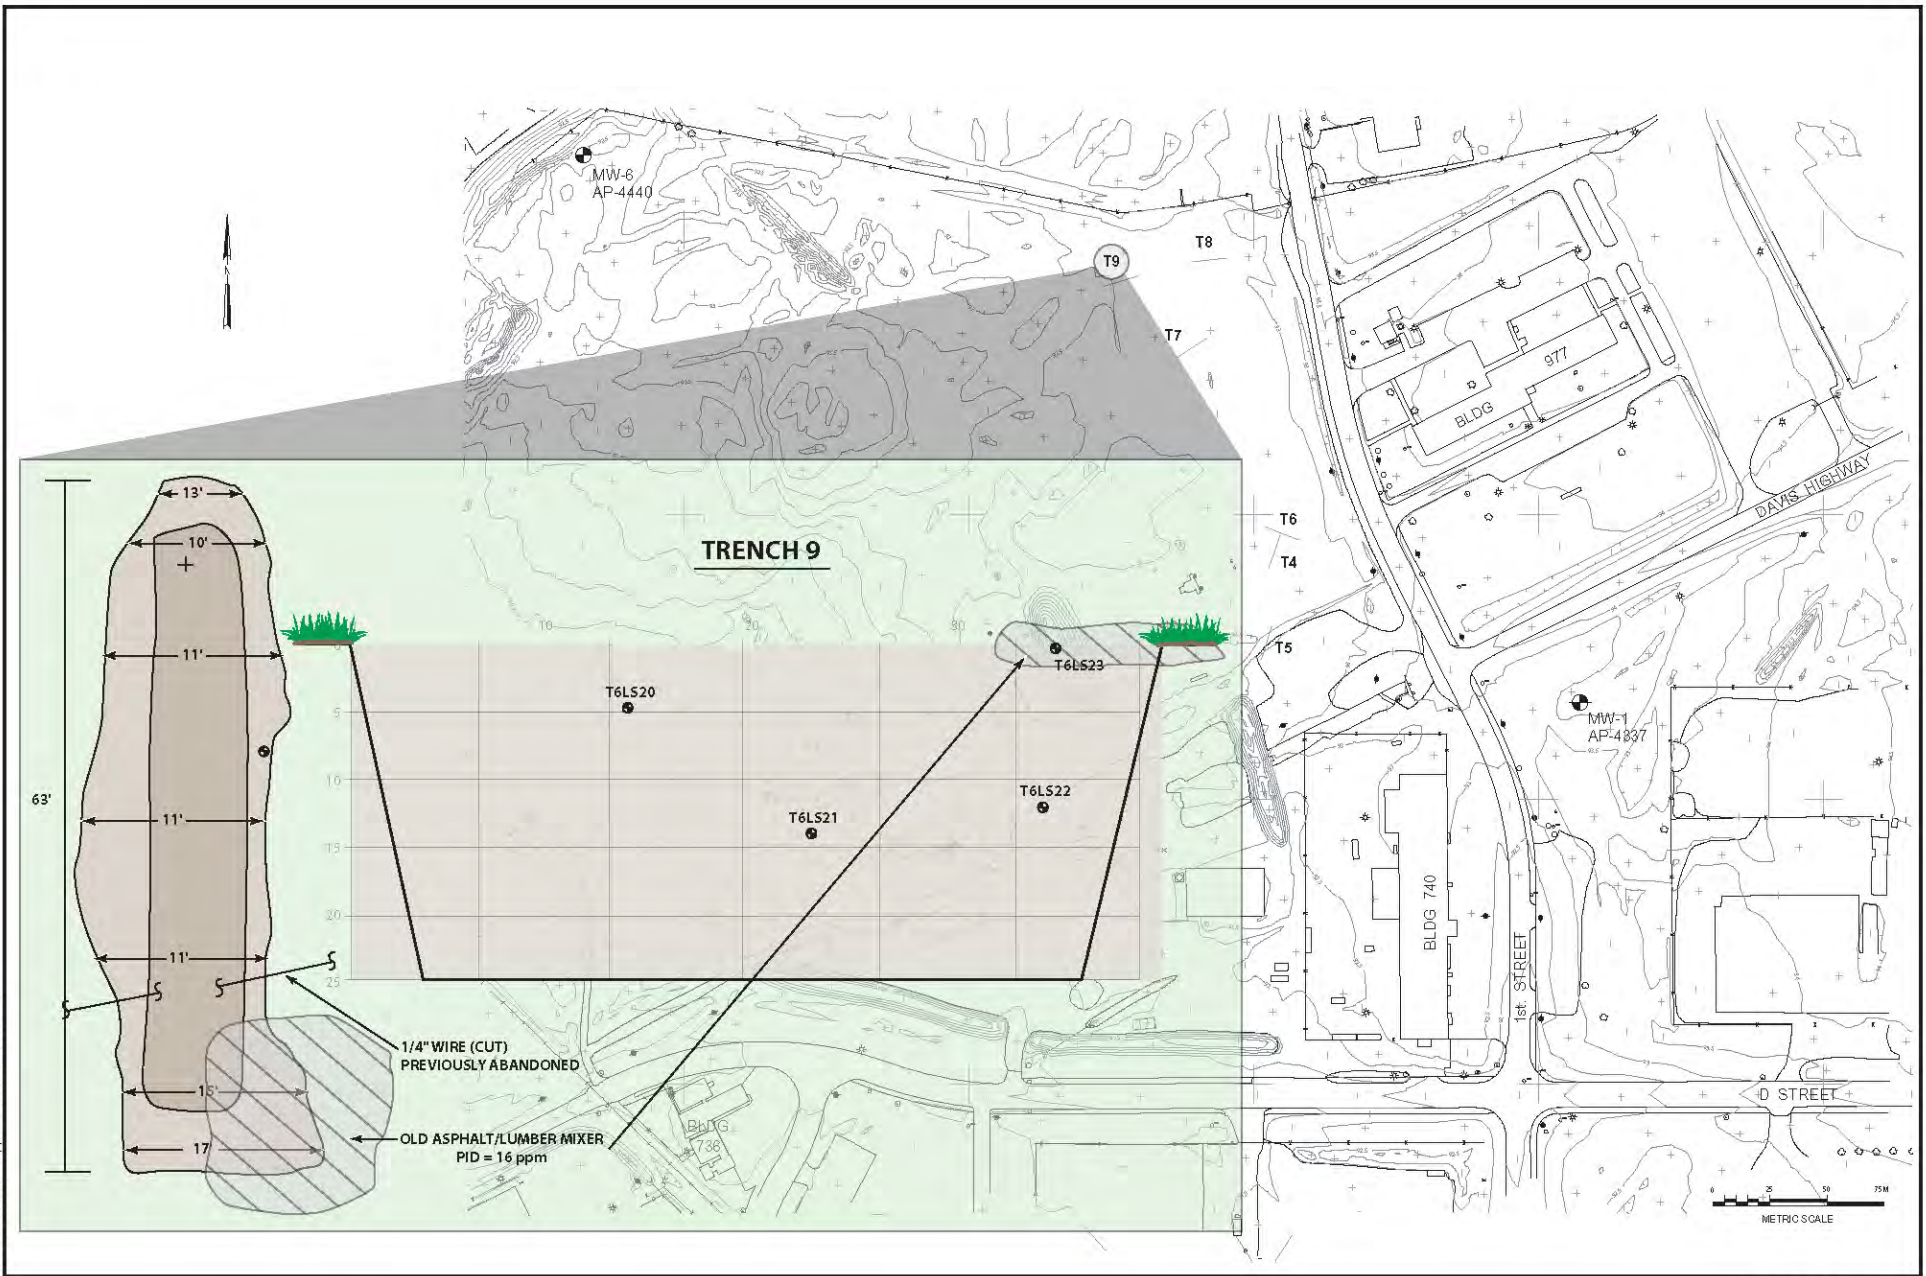 MW-6
AP-4440
N
T8
T9
T7
977
BLDG
DAVIS HIGHWAY
T6
T4
T5
TRENCH 9
13'
10'
11'
63'
11'
11'
17
10
20
30
0
5
10
15
20
25
T6LS20
T6LS21
T6LS22
T6LS23
MW-1
AP-4337
BLDG 740
1st. STREET
D STREET
1/4" WIRE (CUT)
PREVIOUSLY ABANDONED
OLD ASPHALT/LUMBER MIXER
PID = 16 ppm
BLDG
736
0 25 50 75 M
METRIC SCALE